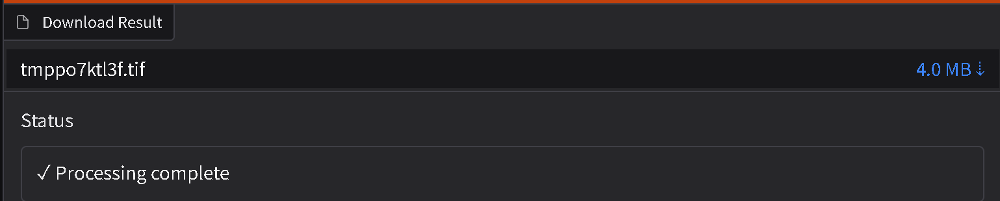 Download Result
tmppo7ktl3f.tif
4.0 MB ⇣
Status
✓ Processing complete